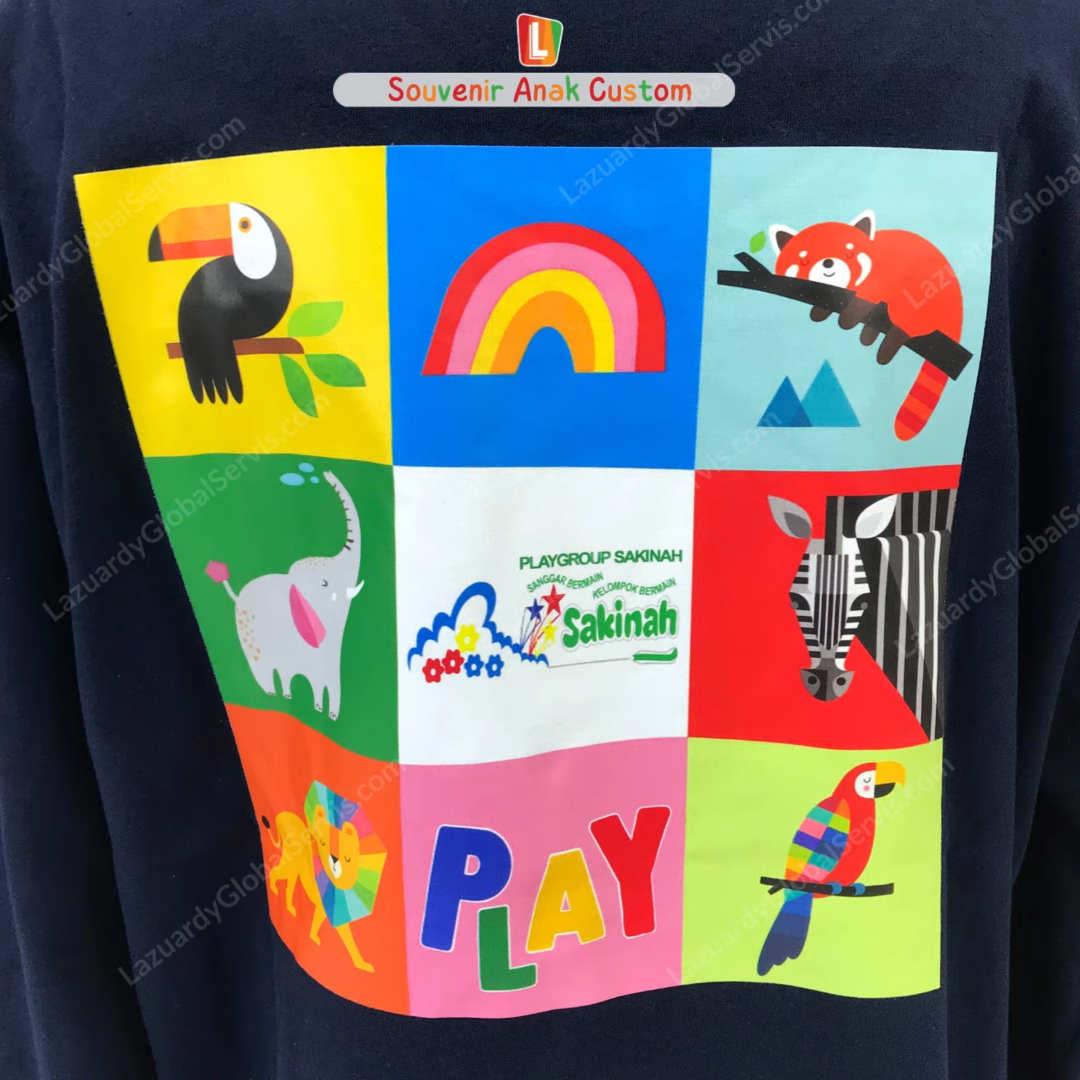 L
Souvenir Anak Custom
LazuardyGlobalServis.com
PLAYGROUP SAKINAH
SANGGAR BERMAIN
KELOMPOK BERMAIN
Sakinah
PLAY